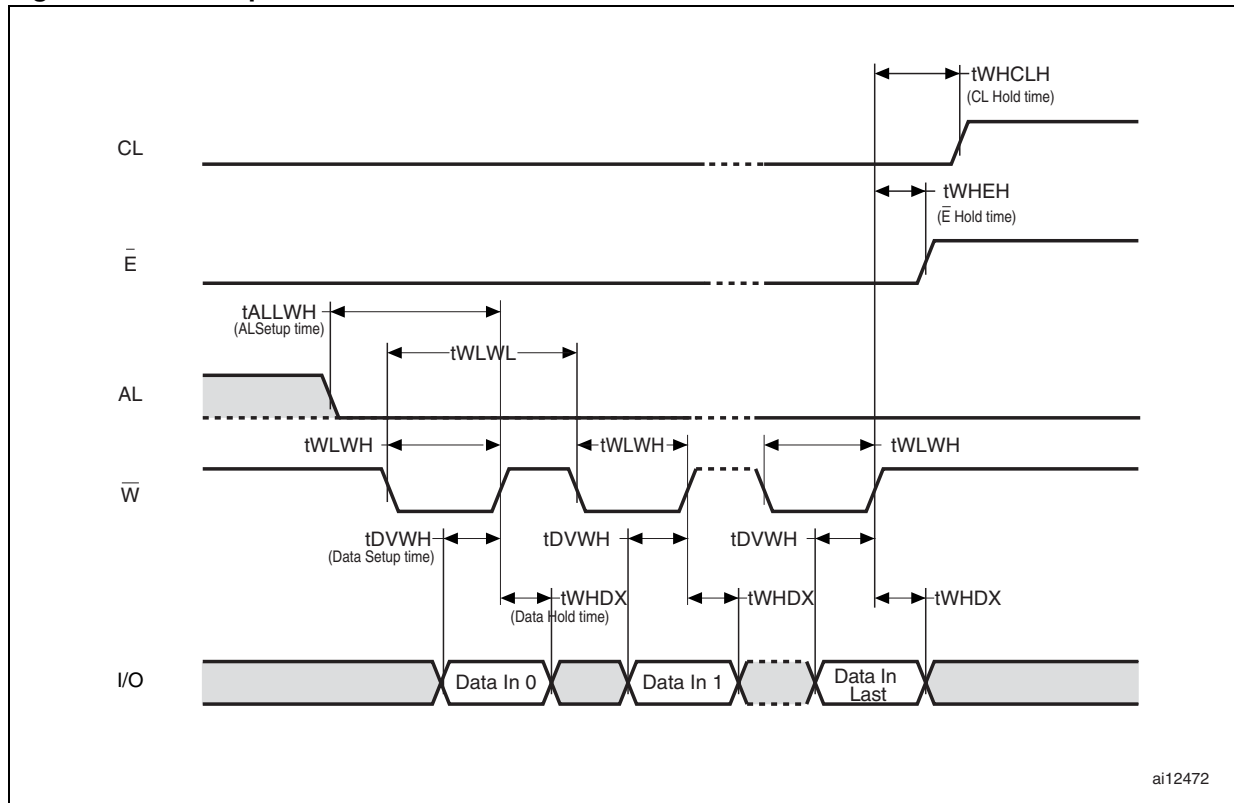 tWHCLH
(CL Hold time)
CL
tWHEH
(E̅ Hold time)
E̅
tALLWH
(ALSetup time)
tWLWL
AL
tWLWH
tWLWH
tWLWH
W̅
tDVWH
(Data Setup time)
tDVWH
tDVWH
tWHDX
(Data Hold time)
tWHDX
tWHDX
I/O
Data In 0
Data In 1
Data In
Last
ai12472